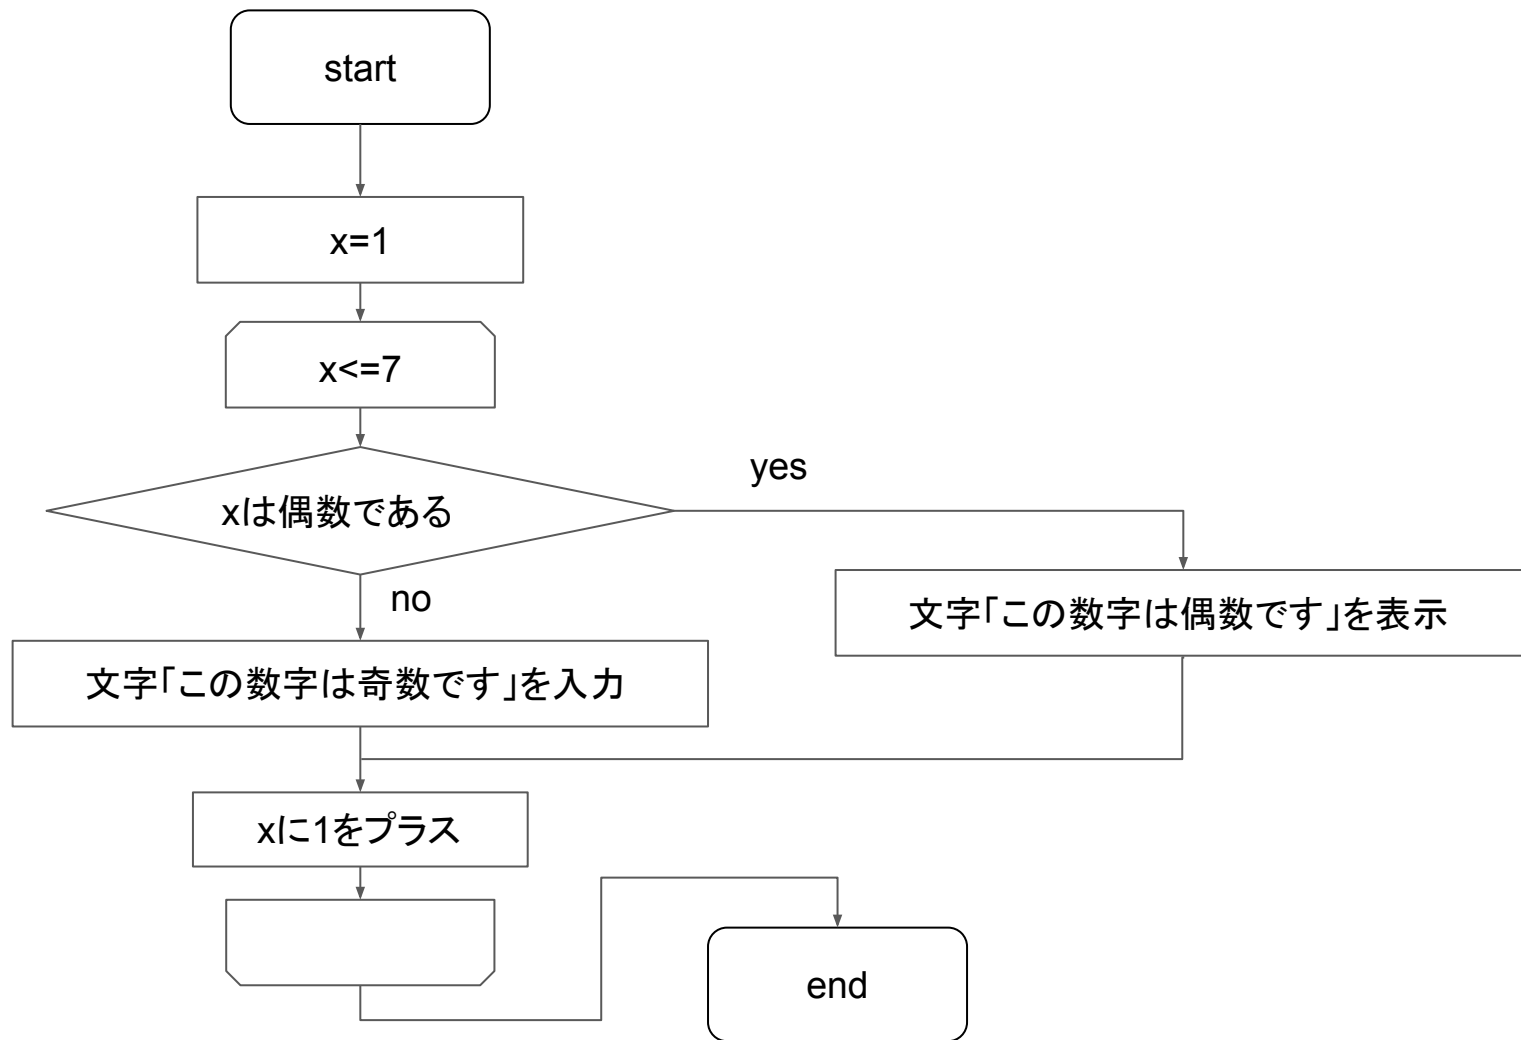 start
x=1
x<=7
xは偶数である
yes
no
文字「この数字は偶数です」を表示
文字「この数字は奇数です」を入力
xに1をプラス
end